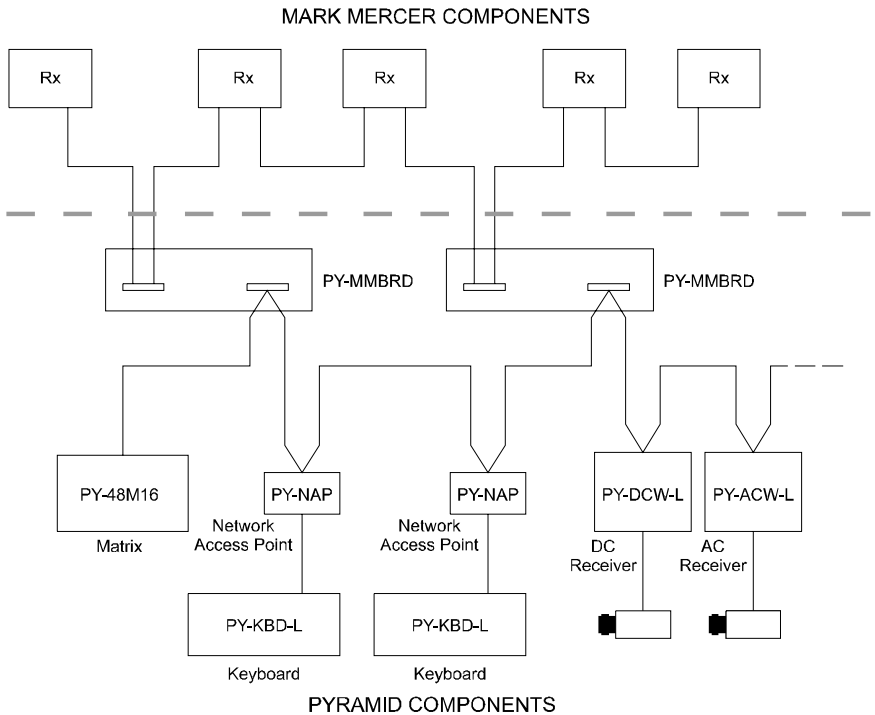 MARK MERCER COMPONENTS
Rx
Rx
Rx
Rx
Rx
PY-MMBRD
PY-MMBRD
PY-48M16
PY-NAP
PY-NAP
PY-DCW-L
PY-ACW-L
Matrix
Network
Access Point
Network
Access Point
DC
Receiver
AC
Receiver
PY-KBD-L
PY-KBD-L
Keyboard
Keyboard
PYRAMID COMPONENTS